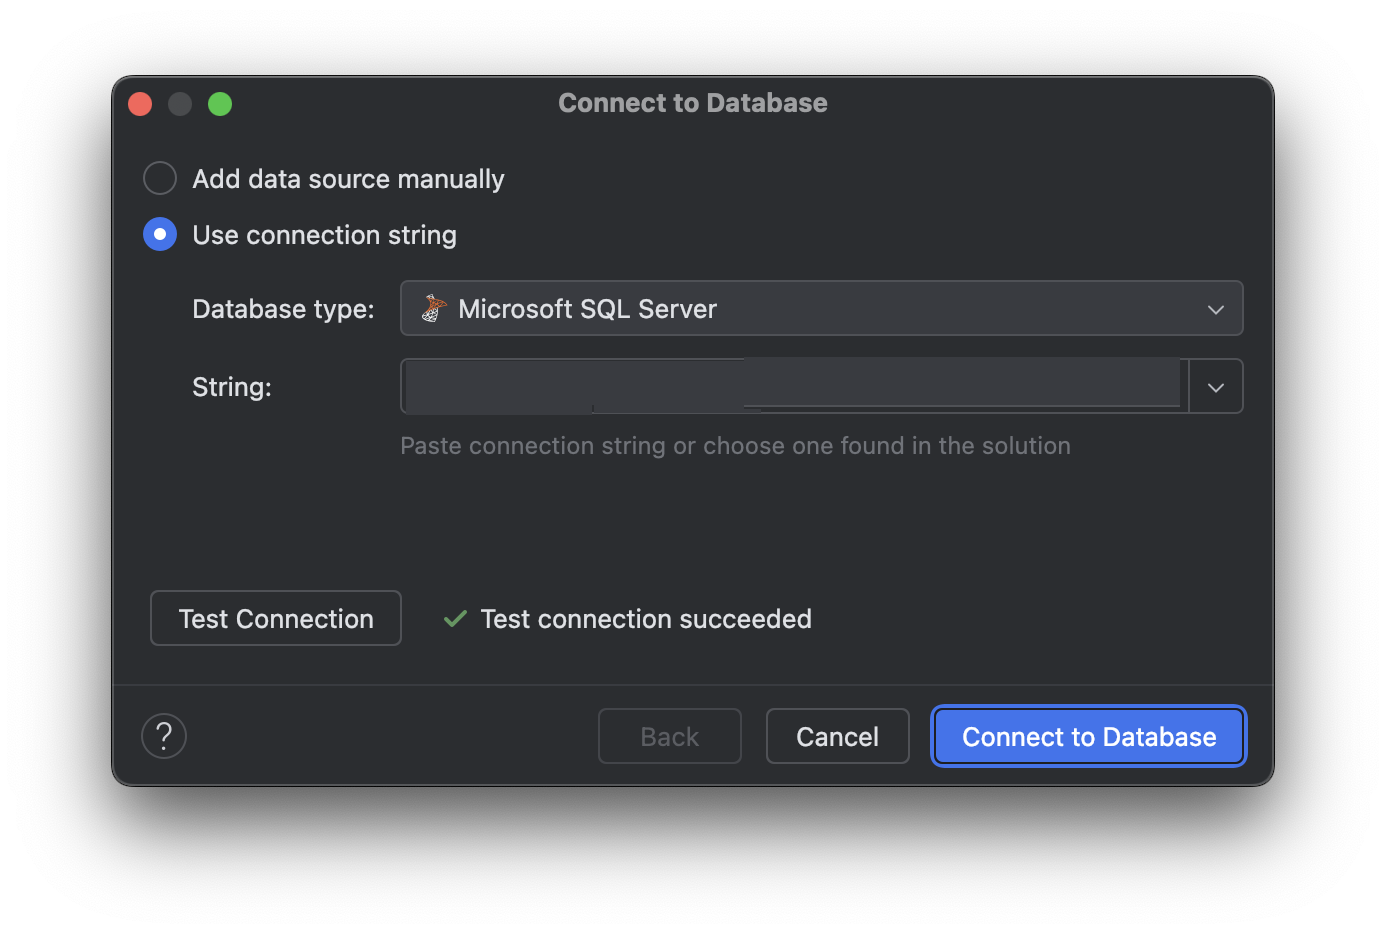 Connect to Database
Add data source manually
Use connection string
Database type: Microsoft SQL Server
String:
Paste connection string or choose one found in the solution
Test Connection Test connection succeeded
? Back Cancel Connect to Database